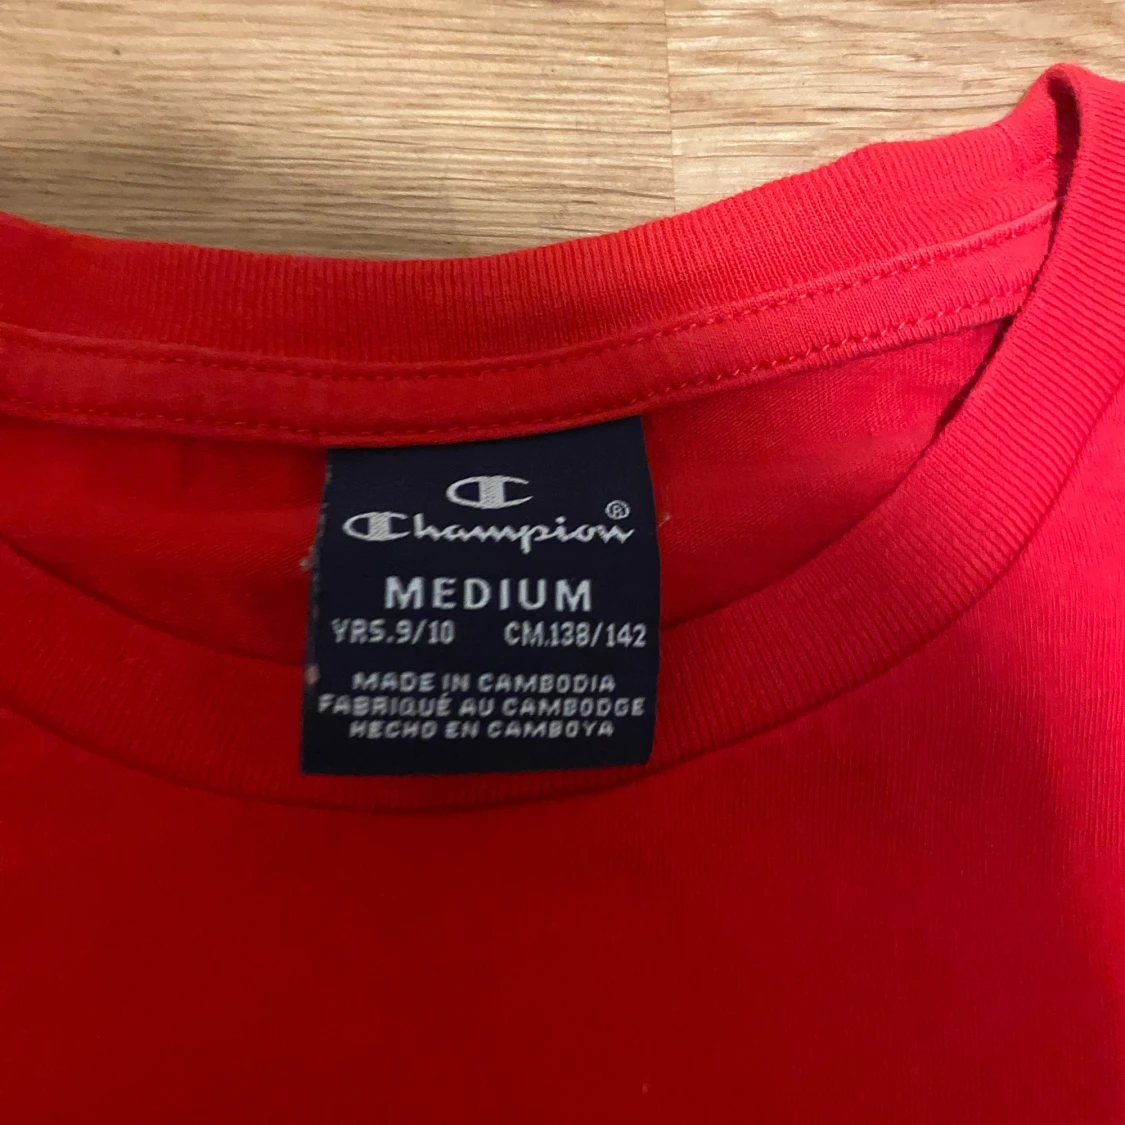 Champion®
MEDIUM
YRS.9/10 CM.138/142
MADE IN CAMBODIA
FABRIQUÉ AU CAMBODGE
HECHO EN CAMBOYA